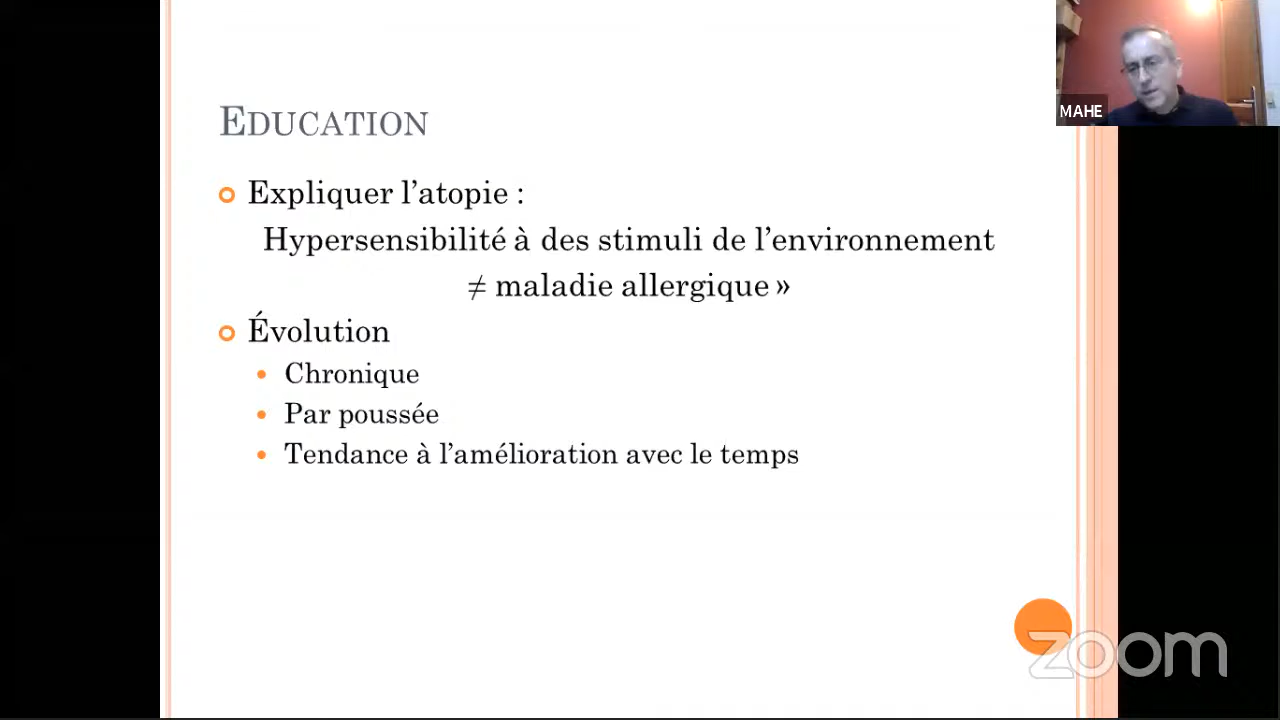 EDUCATION
Expliquer l'atopie :
Hypersensibilité à des stimuli de l'environnement
≠ maladie allergique »
Évolution
Chronique
Par poussée
Tendance à l'amélioration avec le temps
MAHE
zoom